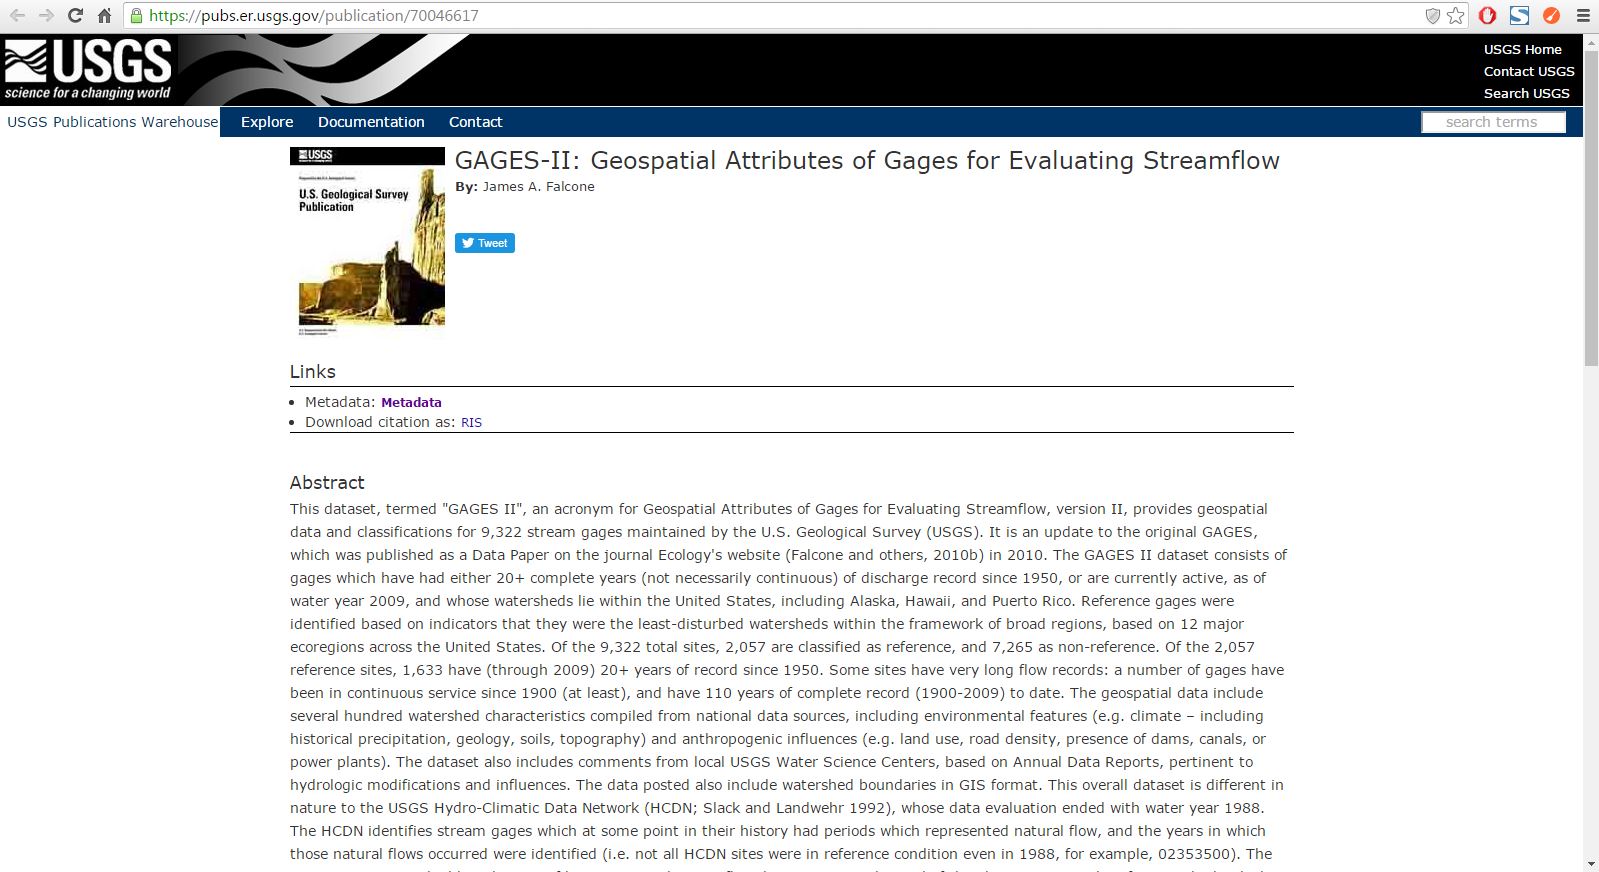 https://pubs.er.usgs.gov/publication/70046617
USGS
science for a changing world
USGS Home
Contact USGS
Search USGS
USGS Publications Warehouse
Explore
Documentation
Contact
search terms
USGS
U.S. Geological Survey
Publication
GAGES-II: Geospatial Attributes of Gages for Evaluating Streamflow
By: James A. Falcone
Tweet
Links
Metadata: Metadata
Download citation as: RIS
Abstract
This dataset, termed "GAGES II", an acronym for Geospatial Attributes of Gages for Evaluating Streamflow, version II, provides geospatial
data and classifications for 9,322 stream gages maintained by the U.S. Geological Survey (USGS). It is an update to the original GAGES,
which was published as a Data Paper on the journal Ecology's website (Falcone and others, 2010b) in 2010. The GAGES II dataset consists of
gages which have had either 20+ complete years (not necessarily continuous) of discharge record since 1950, or are currently active, as of
water year 2009, and whose watersheds lie within the United States, including Alaska, Hawaii, and Puerto Rico. Reference gages were
identified based on indicators that they were the least-disturbed watersheds within the framework of broad regions, based on 12 major
ecoregions across the United States. Of the 9,322 total sites, 2,057 are classified as reference, and 7,265 as non-reference. Of the 2,057
reference sites, 1,633 have (through 2009) 20+ years of record since 1950. Some sites have very long flow records: a number of gages have
been in continuous service since 1900 (at least), and have 110 years of complete record (1900-2009) to date. The geospatial data include
several hundred watershed characteristics compiled from national data sources, including environmental features (e.g. climate – including
historical precipitation, geology, soils, topography) and anthropogenic influences (e.g. land use, road density, presence of dams, canals, or
power plants). The dataset also includes comments from local USGS Water Science Centers, based on Annual Data Reports, pertinent to
hydrologic modifications and influences. The data posted also include watershed boundaries in GIS format. This overall dataset is different in
nature to the USGS Hydro-Climatic Data Network (HCDN; Slack and Landwehr 1992), whose data evaluation ended with water year 1988.
The HCDN identifies stream gages which at some point in their history had periods which represented natural flow, and the years in which
those natural flows occurred were identified (i.e. not all HCDN sites were in reference condition even in 1988, for example, 02353500). The